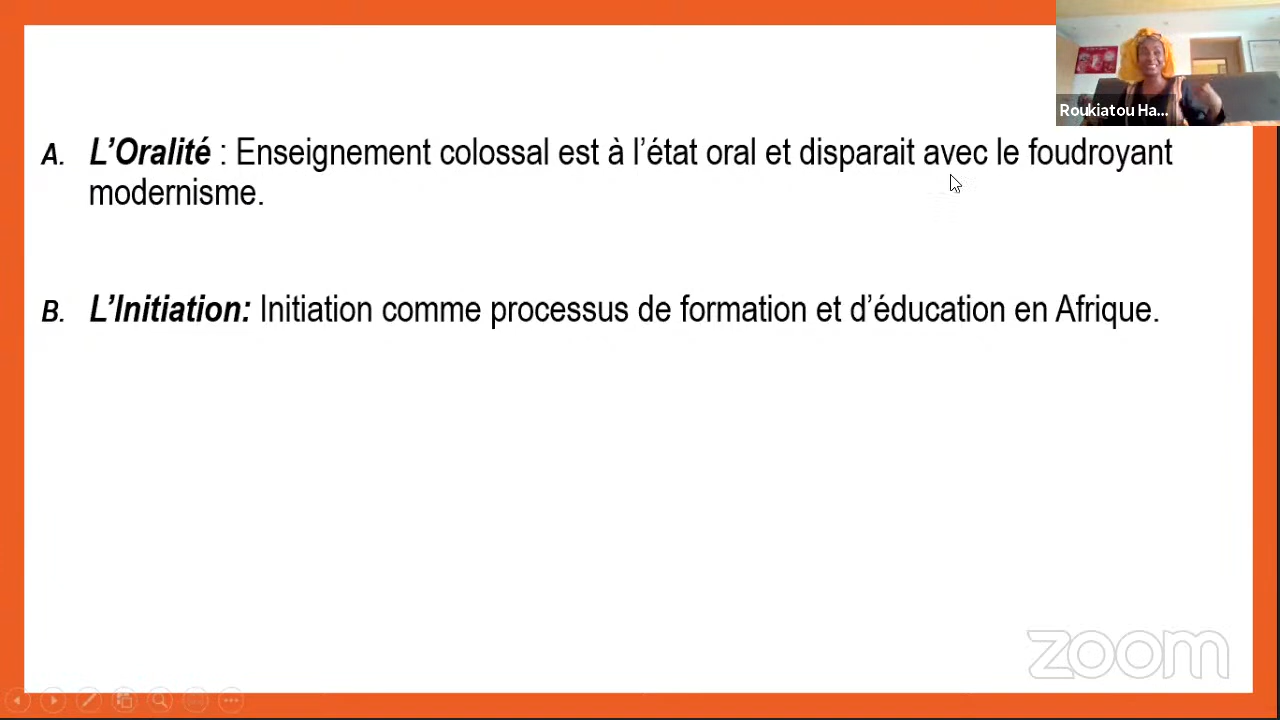 Roukiatou Ha...
A. L’Oralité : Enseignement colossal est à l’état oral et disparait avec le foudroyant
modernisme.
B. L’Initiation: Initiation comme processus de formation et d’éducation en Afrique.
zoom